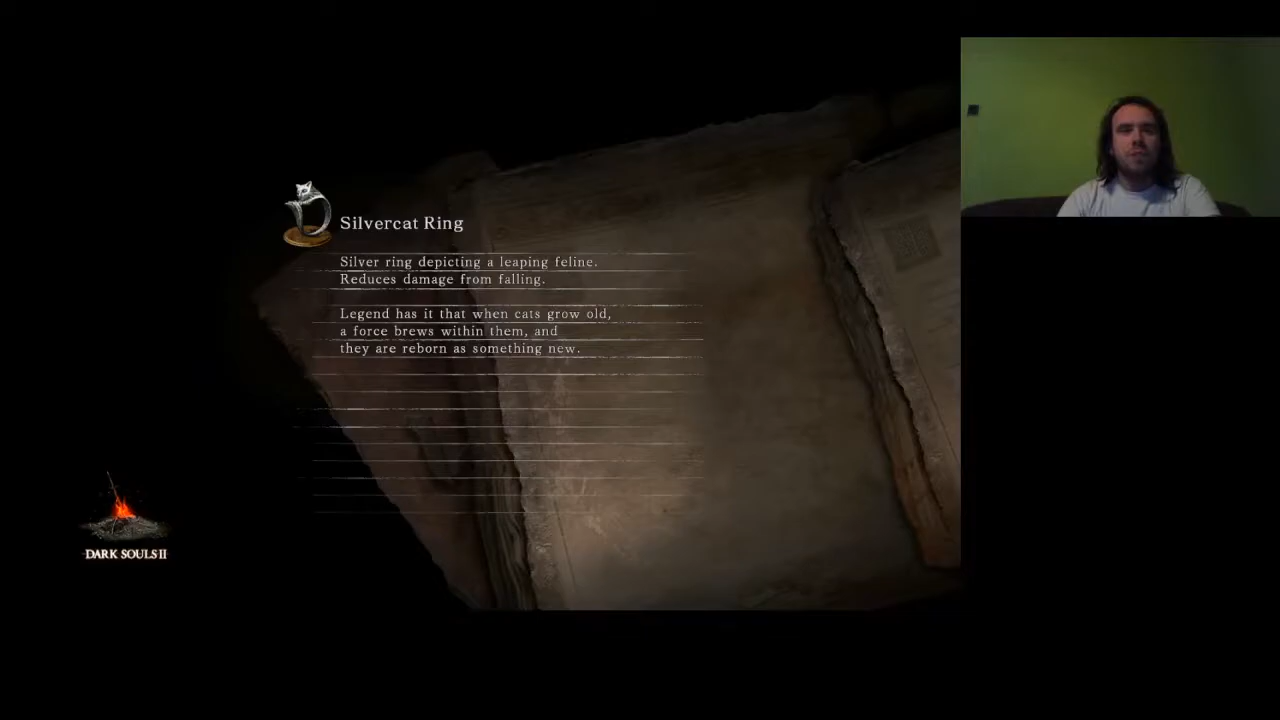 Silvercat Ring
Silver ring depicting a leaping feline.
Reduces damage from falling.
Legend has it that when cats grow old,
a force brews within them, and
they are reborn as something new.
DARK SOULS II